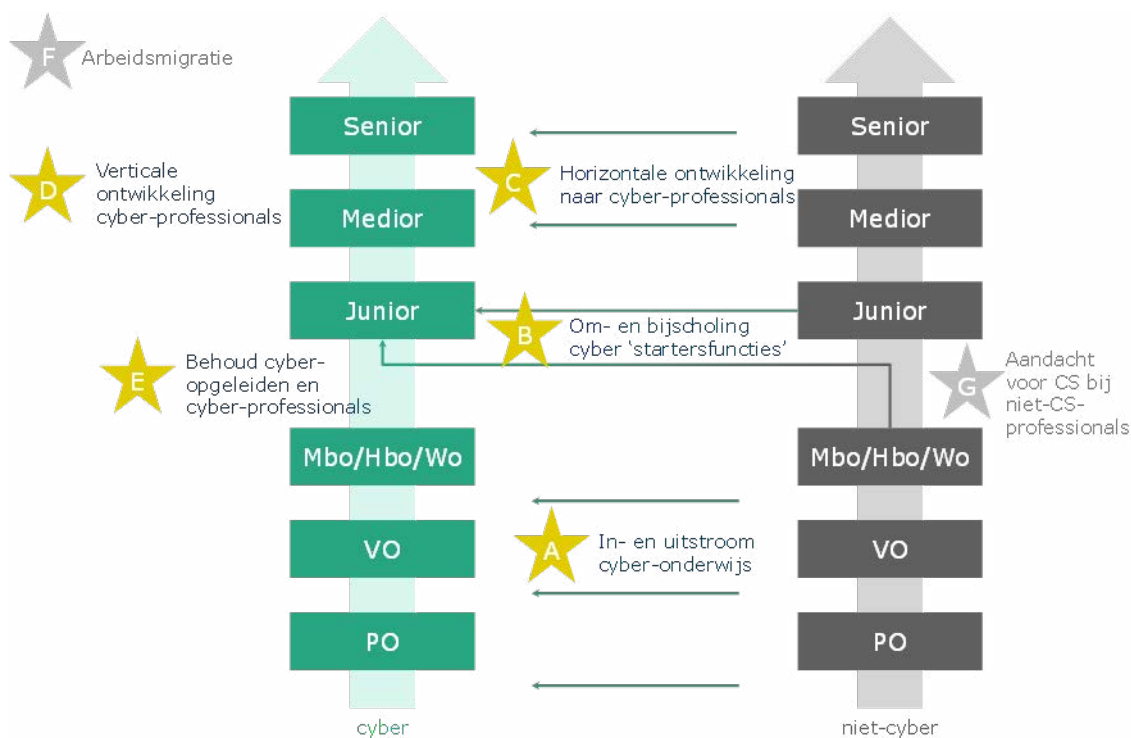 F
Arbeidsmigratie
Senior
Senior
D
Verticale
ontwikkeling
cyber-professionals
C
Horizontale ontwikkeling
naar cyber-professionals
Medior
Medior
Junior
Junior
B
Om- en bijscholing
cyber ‘startersfuncties’
E
Behoud cyber-
opgeleiden en
cyber-professionals
G
Aandacht
voor CS bij
niet-CS-
professionals
Mbo/Hbo/Wo
Mbo/Hbo/Wo
A
In- en uitstroom
cyber-onderwijs
VO
VO
PO
PO
cyber
niet-cyber